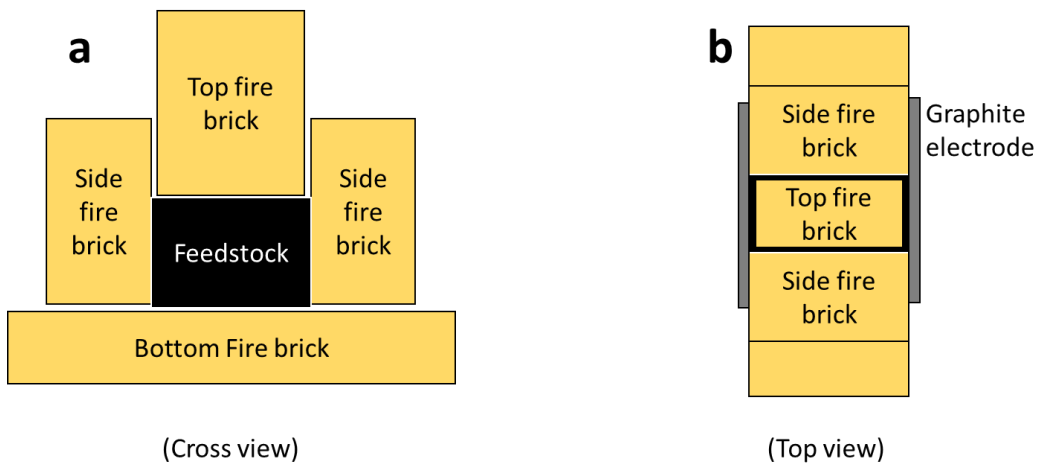 a
Top fire
brick
Side
fire
brick
Side
fire
brick
Feedstock
Bottom Fire brick
(Cross view)
b
Side fire
brick
Graphite
electrode
Top fire
brick
Side fire
brick
(Top view)